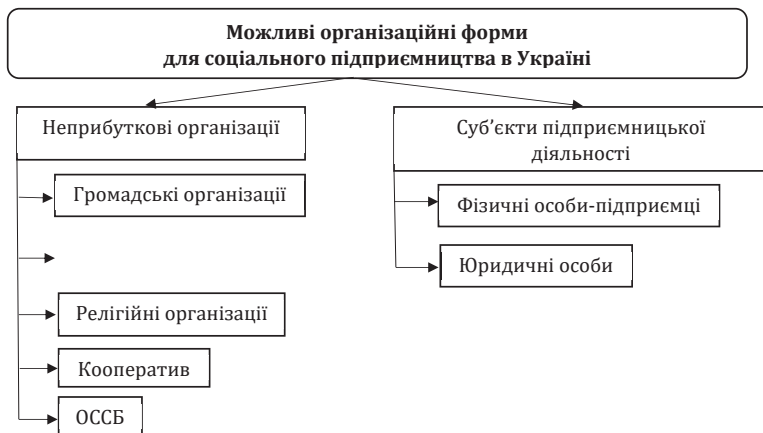 Можливі організаційні форми
для соціального підприємництва в Україні
Неприбуткові організації
Громадські організації
Релігійні організації
Кооператив
ОССБ
Суб’єкти підприємницької
діяльності
Фізичні особи-підприємці
Юридичні особи